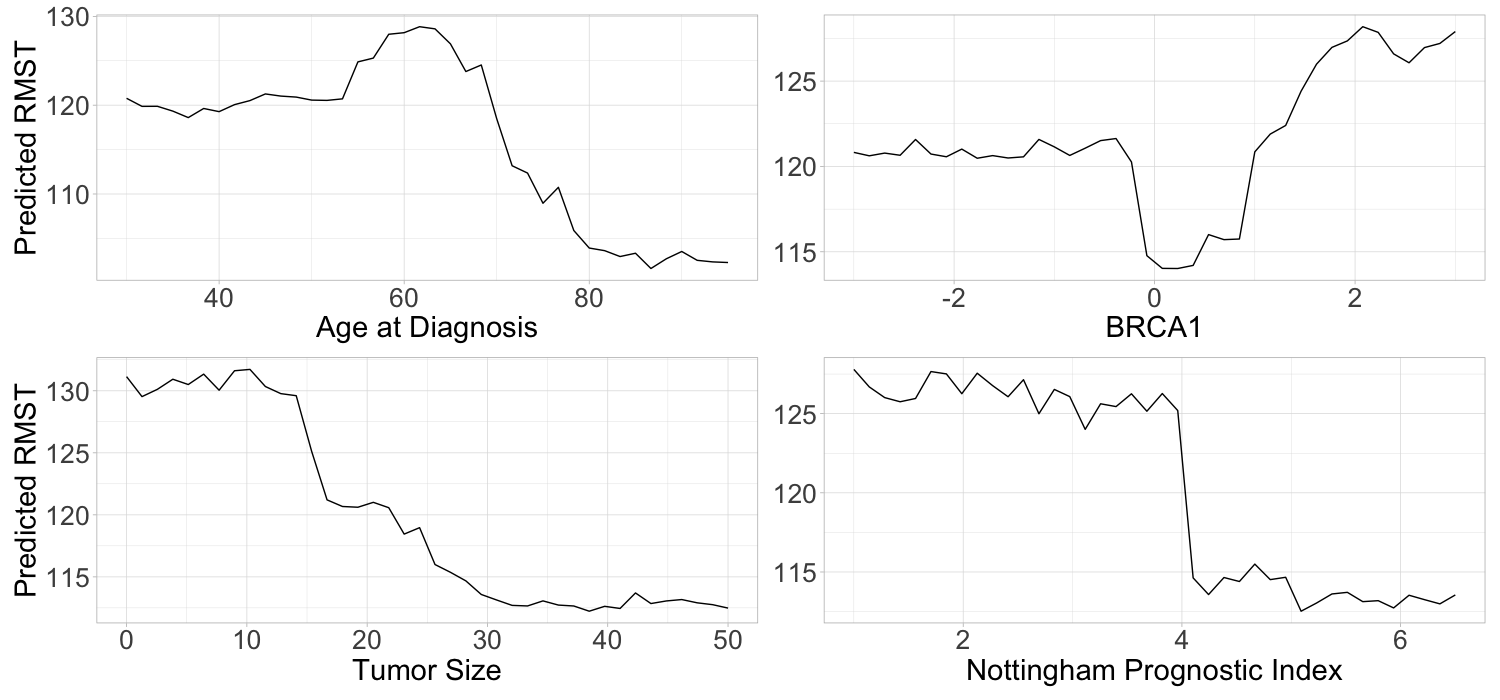 Predicted RMST
130
120
110
40 60 80
Age at Diagnosis
125
120
115
-2 0 2
BRCA1
Predicted RMST
130
125
120
115
0 10 20 30 40 50
Tumor Size
125
120
115
2 4 6
Nottingham Prognostic Index